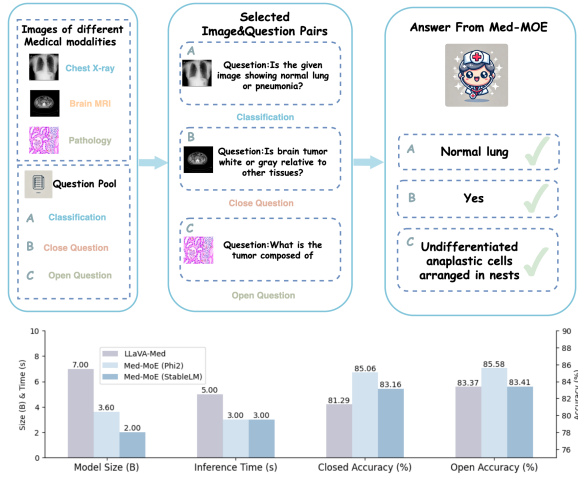 Images of different
Medical modalities
Chest X-ray
Brain MRI
Pathology
Question Pool
A Classification
B Close Question
C Open Question
Selected
Image&Question Pairs
A
Quesetion:Is the given
image showing normal lung
or pneumonia?
Classification
B
Quesetion:Is brain tumor
white or gray relative to
other tissues?
Close Question
C
Quesetion:What is the
tumor composed of
Open Question
Answer From Med-MOE
A Normal lung
B Yes
C Undifferentiated
anaplastic cells
arranged in nests
Size (B) & Time (s)
10
8
6
4
2
0
LLaVA-Med
Med-MoE (Phi2)
Med-MoE (StableLM)
7.00
3.60
2.00
5.00
3.00
3.00
81.29
85.06
83.16
83.37
85.58
83.41
90
88
86
84
82
80
78
76
Accuracy (%)
Model Size (B)
Inference Time (s)
Closed Accuracy (%)
Open Accuracy (%)